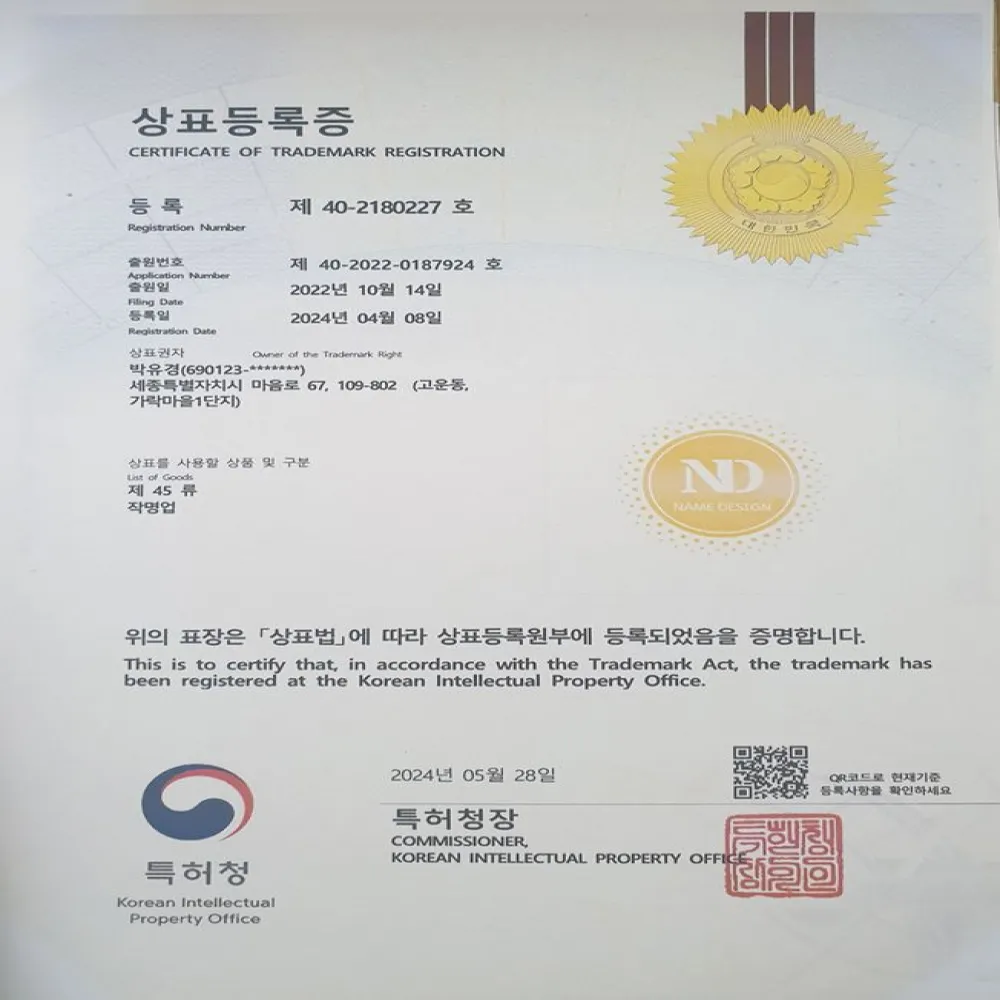 상표등록증
CERTIFICATE OF TRADEMARK REGISTRATION
등록 제 40-2180227 호
Registration Number
출원번호 제 40-2022-0187924 호
Application Number
출원일 2022년 10월 14일
Filing Date
등록일 2024년 04월 08일
Registration Date
상표권자 Owner of the Trademark Right
박유경(690123-*******)
세종특별자치시 마음로 67, 109-802 (고운동,
가락마을1단지)
상표를 사용할 상품 및 구분
List of Goods
제 45 류
작명업
대한민국
ND
NAME DESIGN
위의 표장은 「상표법」에 따라 상표등록원부에 등록되었음을 증명합니다.
This is to certify that, in accordance with the Trademark Act, the trademark has
been registered at the Korean Intellectual Property Office.
2024년 05월 28일
QR코드로 현재기준
등록사항을 확인하세요
특허청장
COMMISSIONER,
KOREAN INTELLECTUAL PROPERTY OFFICE
특허청
Korean Intellectual
Property Office